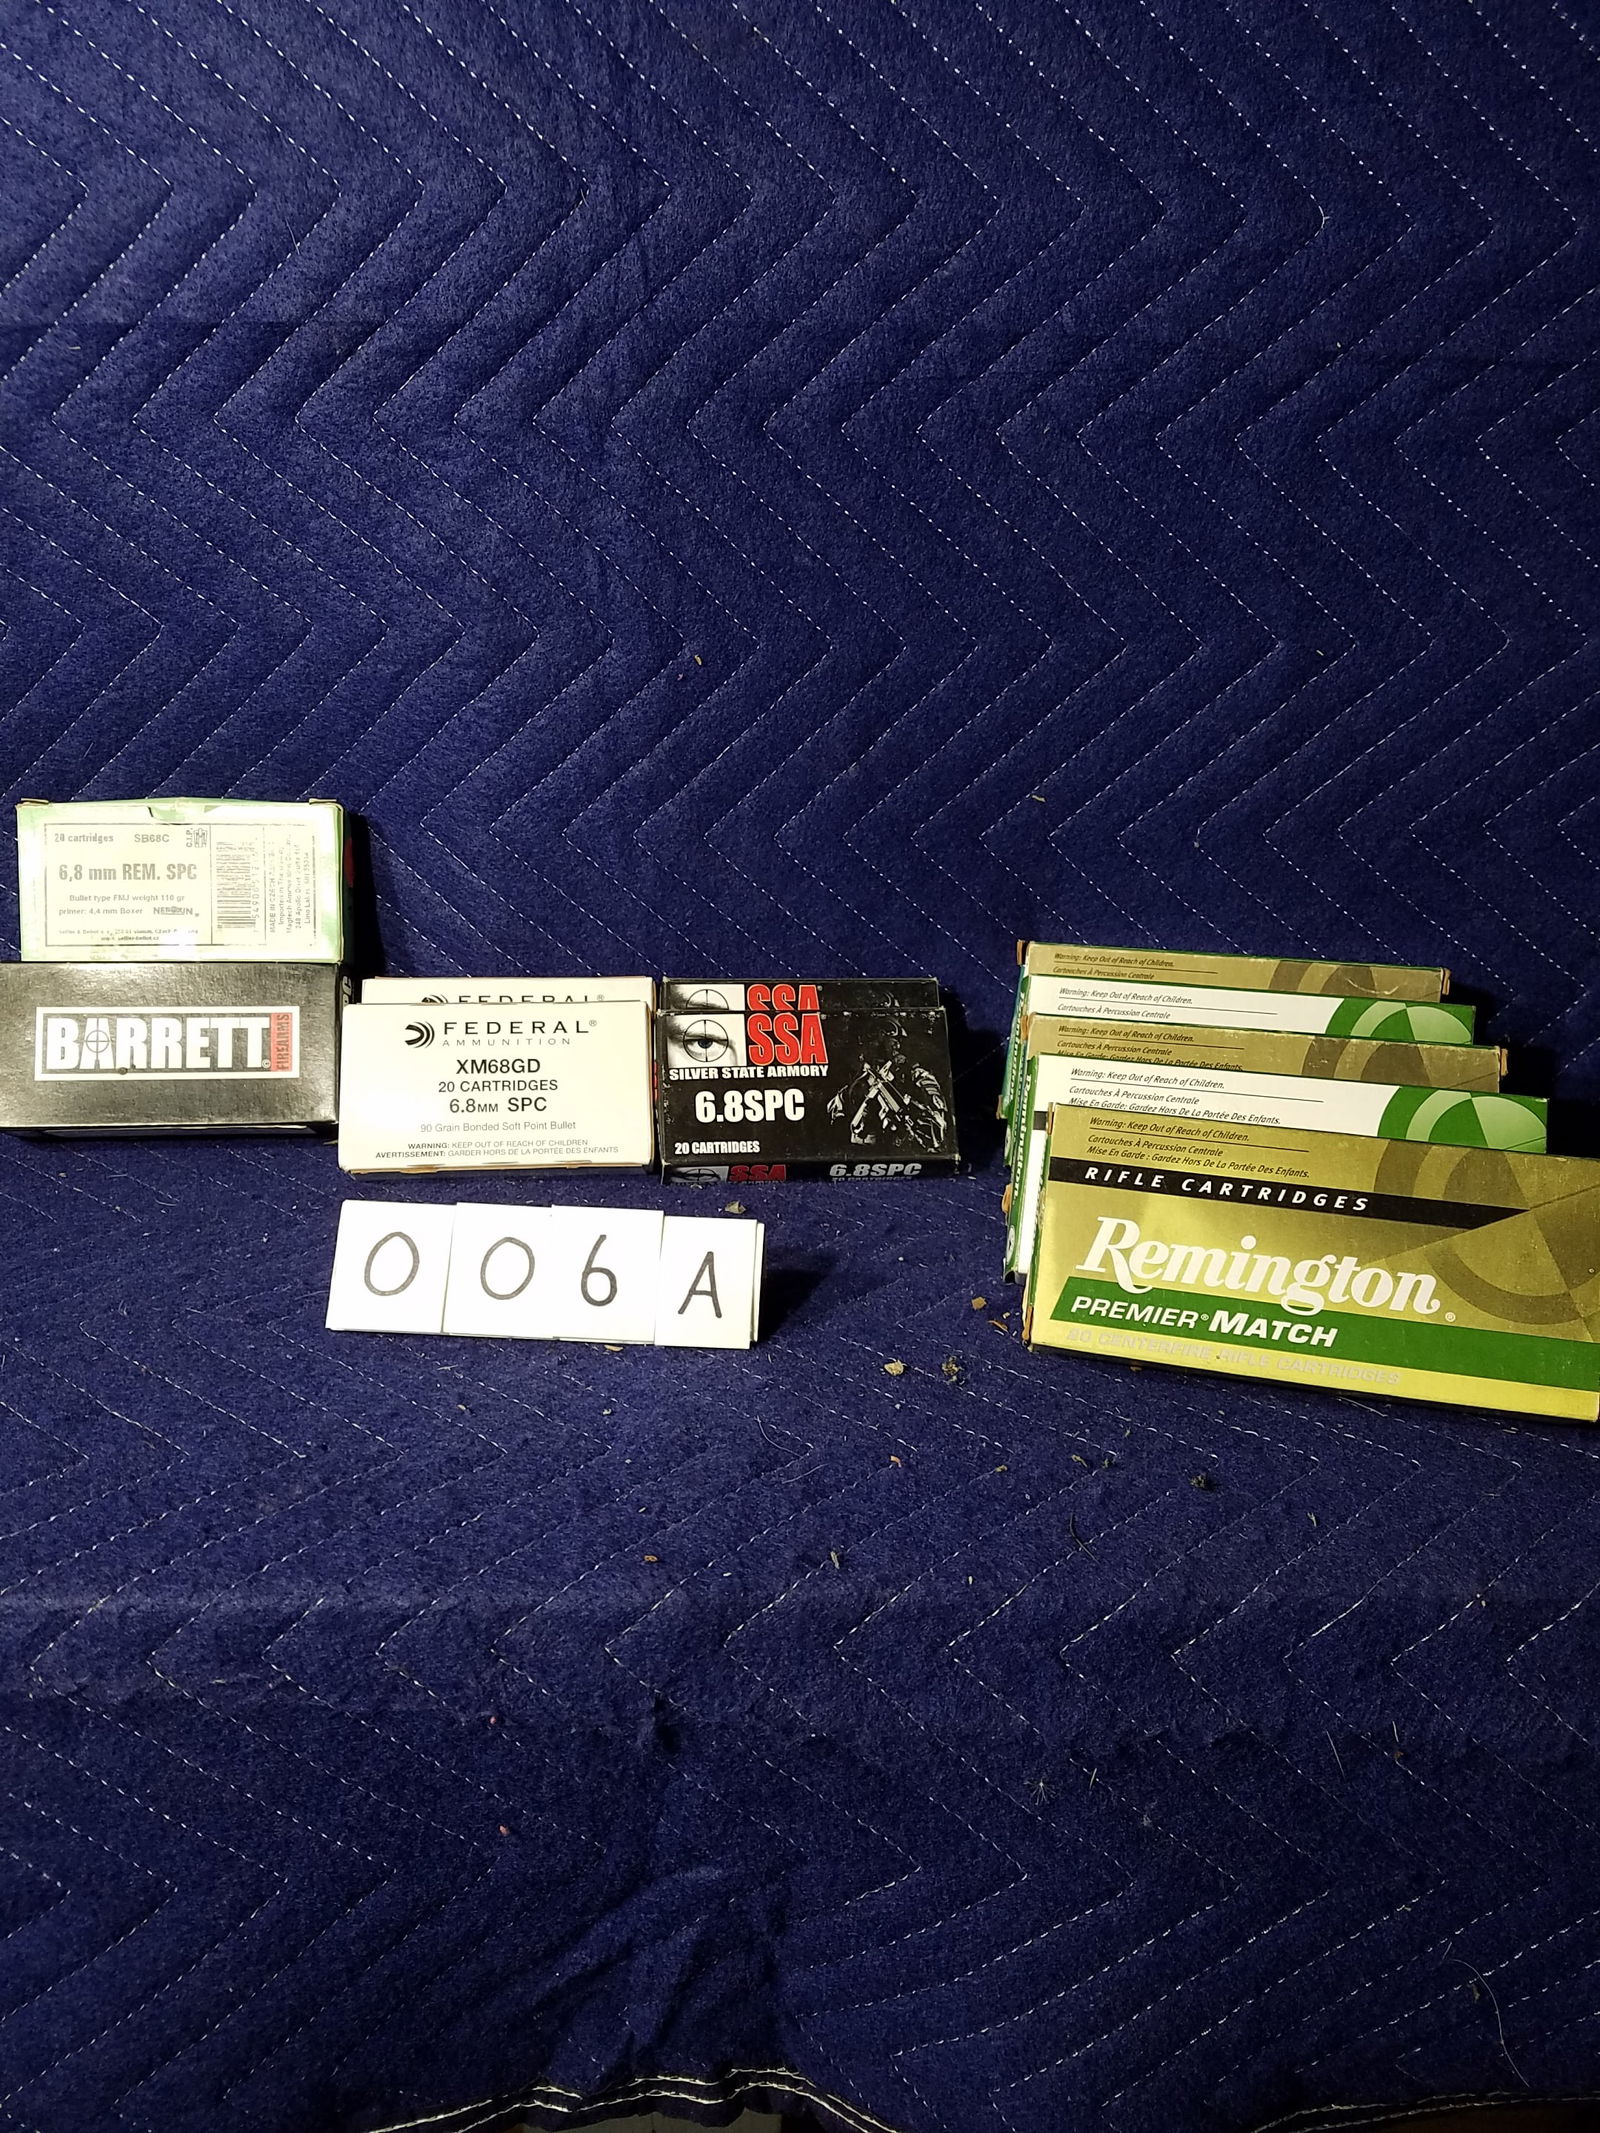 20 cartridges SB68C
C.I.P.
6,8 mm REM. SPC
Bullet type FMJ weight 110 gr
primer: 4,4 mm Boxer NEROXIN
BARRETT
FIREARMS
FEDERAL®
FEDERAL®
AMMUNITION
XM68GD
20 CARTRIDGES
6.8MM SPC
90 Grain Bonded Soft Point Bullet
WARNING: KEEP OUT OF REACH OF CHILDREN
AVERTISSEMENT: GARDER HORS DE LA PORTÉE DES ENFANTS
SSA
SSA
SILVER STATE ARMORY
6.8SPC
20 CARTRIDGES
SSA 6.8SPC
0 0 6 A
Warning: Keep Out of Reach of Children.
Cartouches À Percussion Centrale
Warning: Keep Out of Reach of Children.
Cartouches À Percussion Centrale
Warning: Keep Out of Reach of Children.
Cartouches À Percussion Centrale
Mise En Garde: Gardez Hors De La Portée Des Enfants.
Warning: Keep Out of Reach of Children.
Cartouches À Percussion Centrale
Mise En Garde: Gardez Hors De La Portée Des Enfants.
Warning: Keep Out of Reach of Children.
Cartouches À Percussion Centrale
Mise En Garde : Gardez Hors De La Portée Des Enfants.
RIFLE CARTRIDGES
Remington®
PREMIER® MATCH
20 CENTERFIRE RIFLE CARTRIDGES